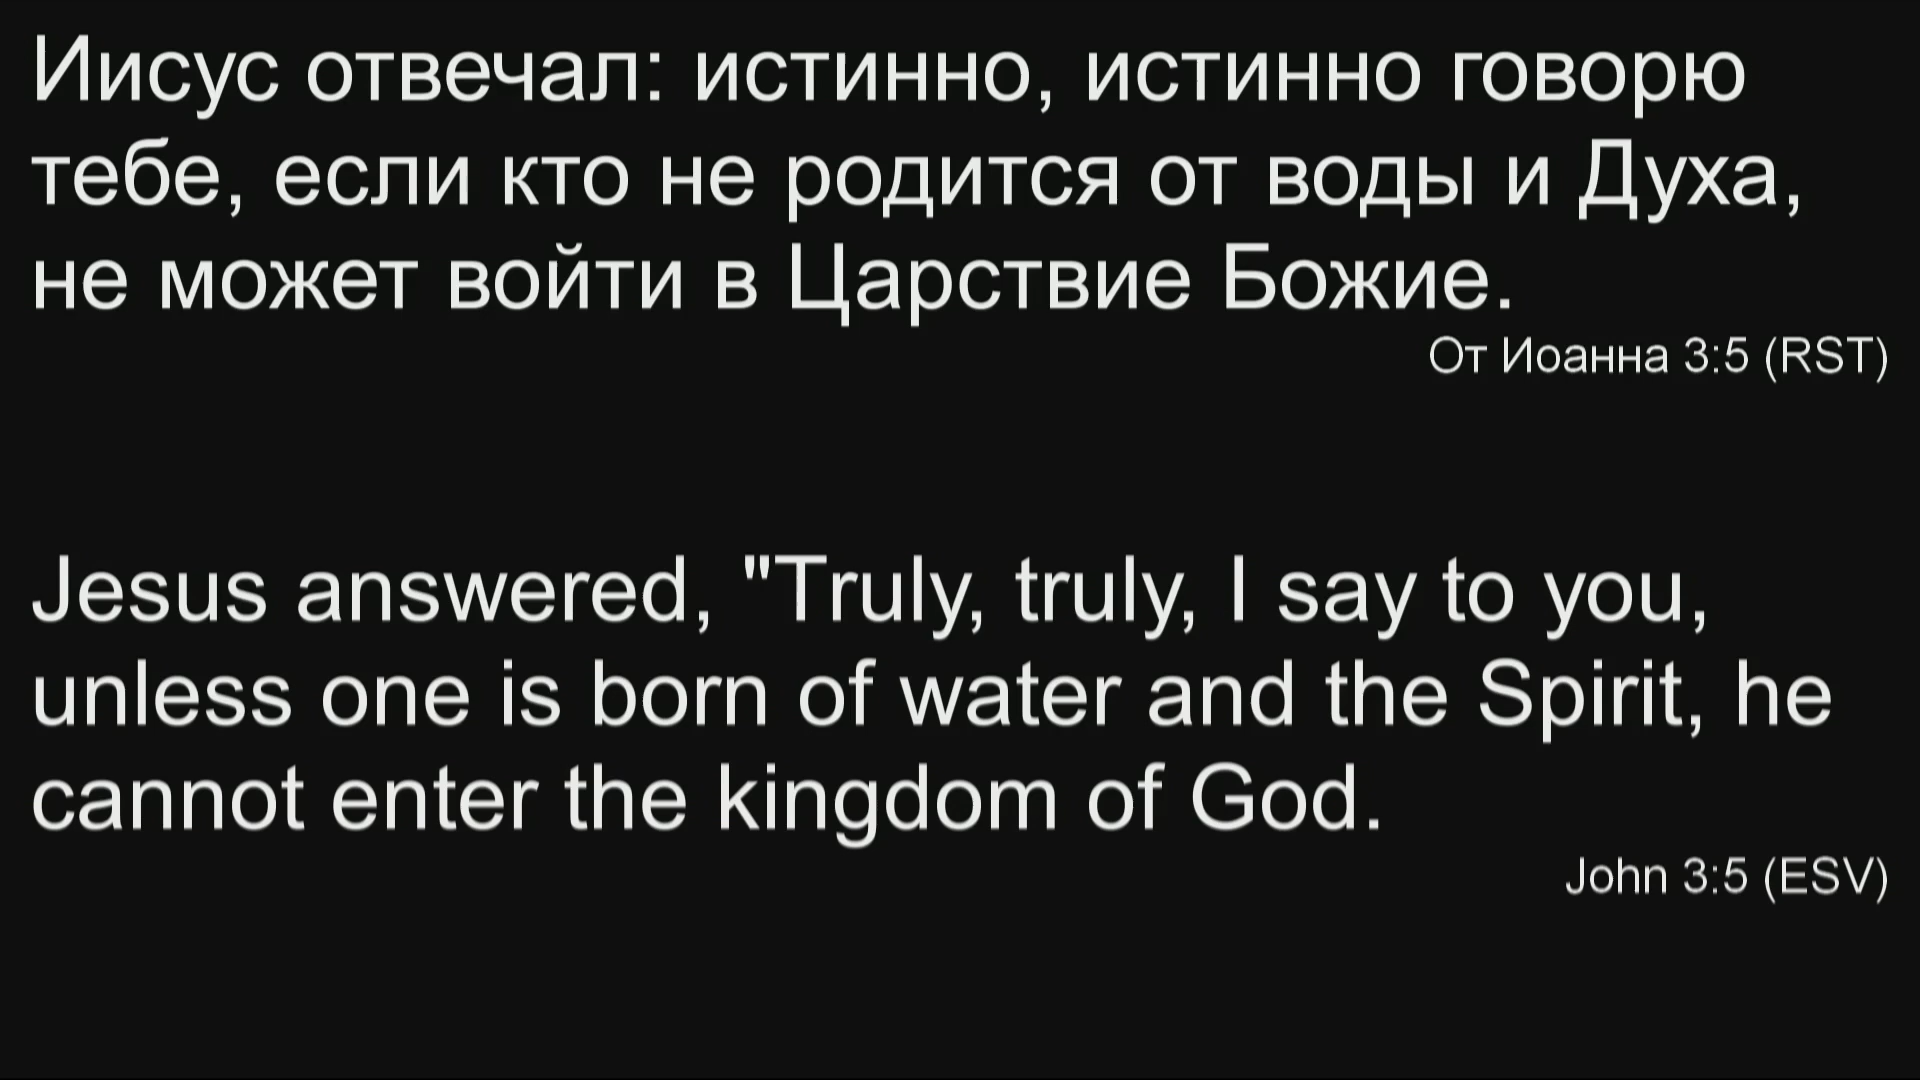 Иисус отвечал: истинно, истинно говорю
тебе, если кто не родится от воды и Духа,
не может войти в Царствие Божие.
От Иоанна 3:5 (RST)
Jesus answered, "Truly, truly, I say to you,
unless one is born of water and the Spirit, he
cannot enter the kingdom of God.
John 3:5 (ESV)